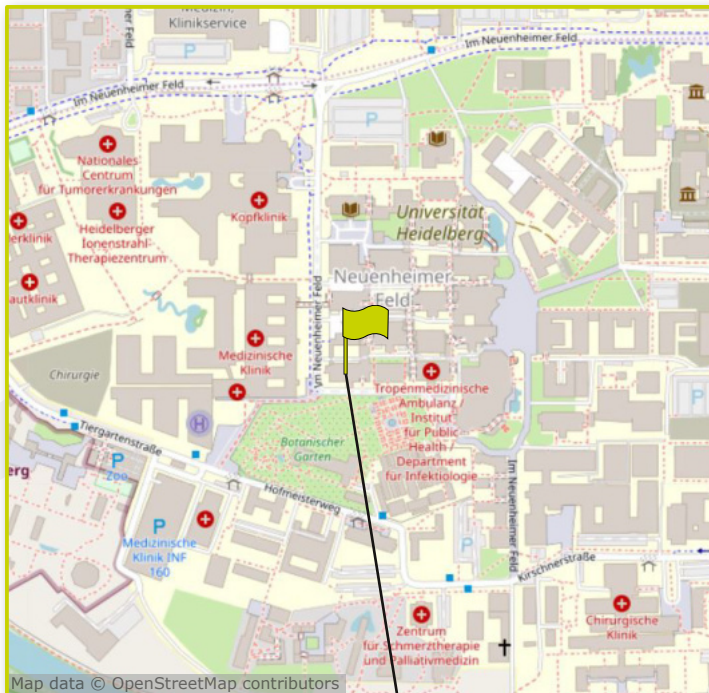 Medizin,
Klinikservice
P
Im Neuenheimer Feld
Im Neuenheimer Feld
P
Nationales
Centrum
für Tumorerkrankungen
Heidelberger
Ionenstrahl-
Therapiezentrum
Kopfklinik
Universität
Heidelberg
erklinik
autklinik
Neuenheimer
Feld
Im Neuenheimer Feld
Medizinische
Klinik
Chirurgie
Tropenmedizinische
Ambulanz /
Institut
für Public
Health /
Department
für Infektiologie
P
H
Tiergartenstraße
Botanischer
Garten
erg
P
Zoo
Hofmeisterweg
Im Neuenheimer Feld
P
P
Medizinische
Klinik INF
160
Kirschnerstraße
Zentrum
für Schmerztherapie
und Palliativmedizin
Chirurgische
Klinik
Map data © OpenStreetMap contributors